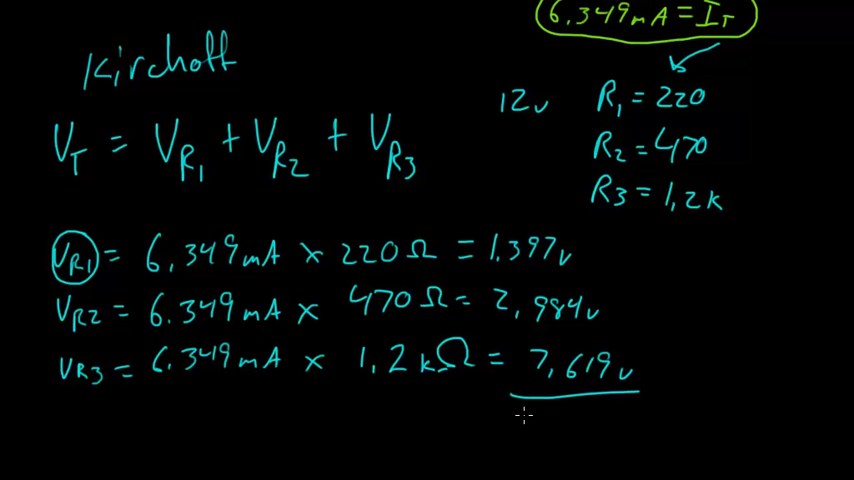 6.349mA = IT
Kirchoff
12v R1 = 220
VT = VR1 + VR2 + VR3
R2 = 470
R3 = 1,2K
VR1 = 6,349mA × 220Ω = 1.397v
VR2 = 6.349mA × 470Ω = 2,984v
VR3 = 6.349mA × 1.2kΩ = 7,619v